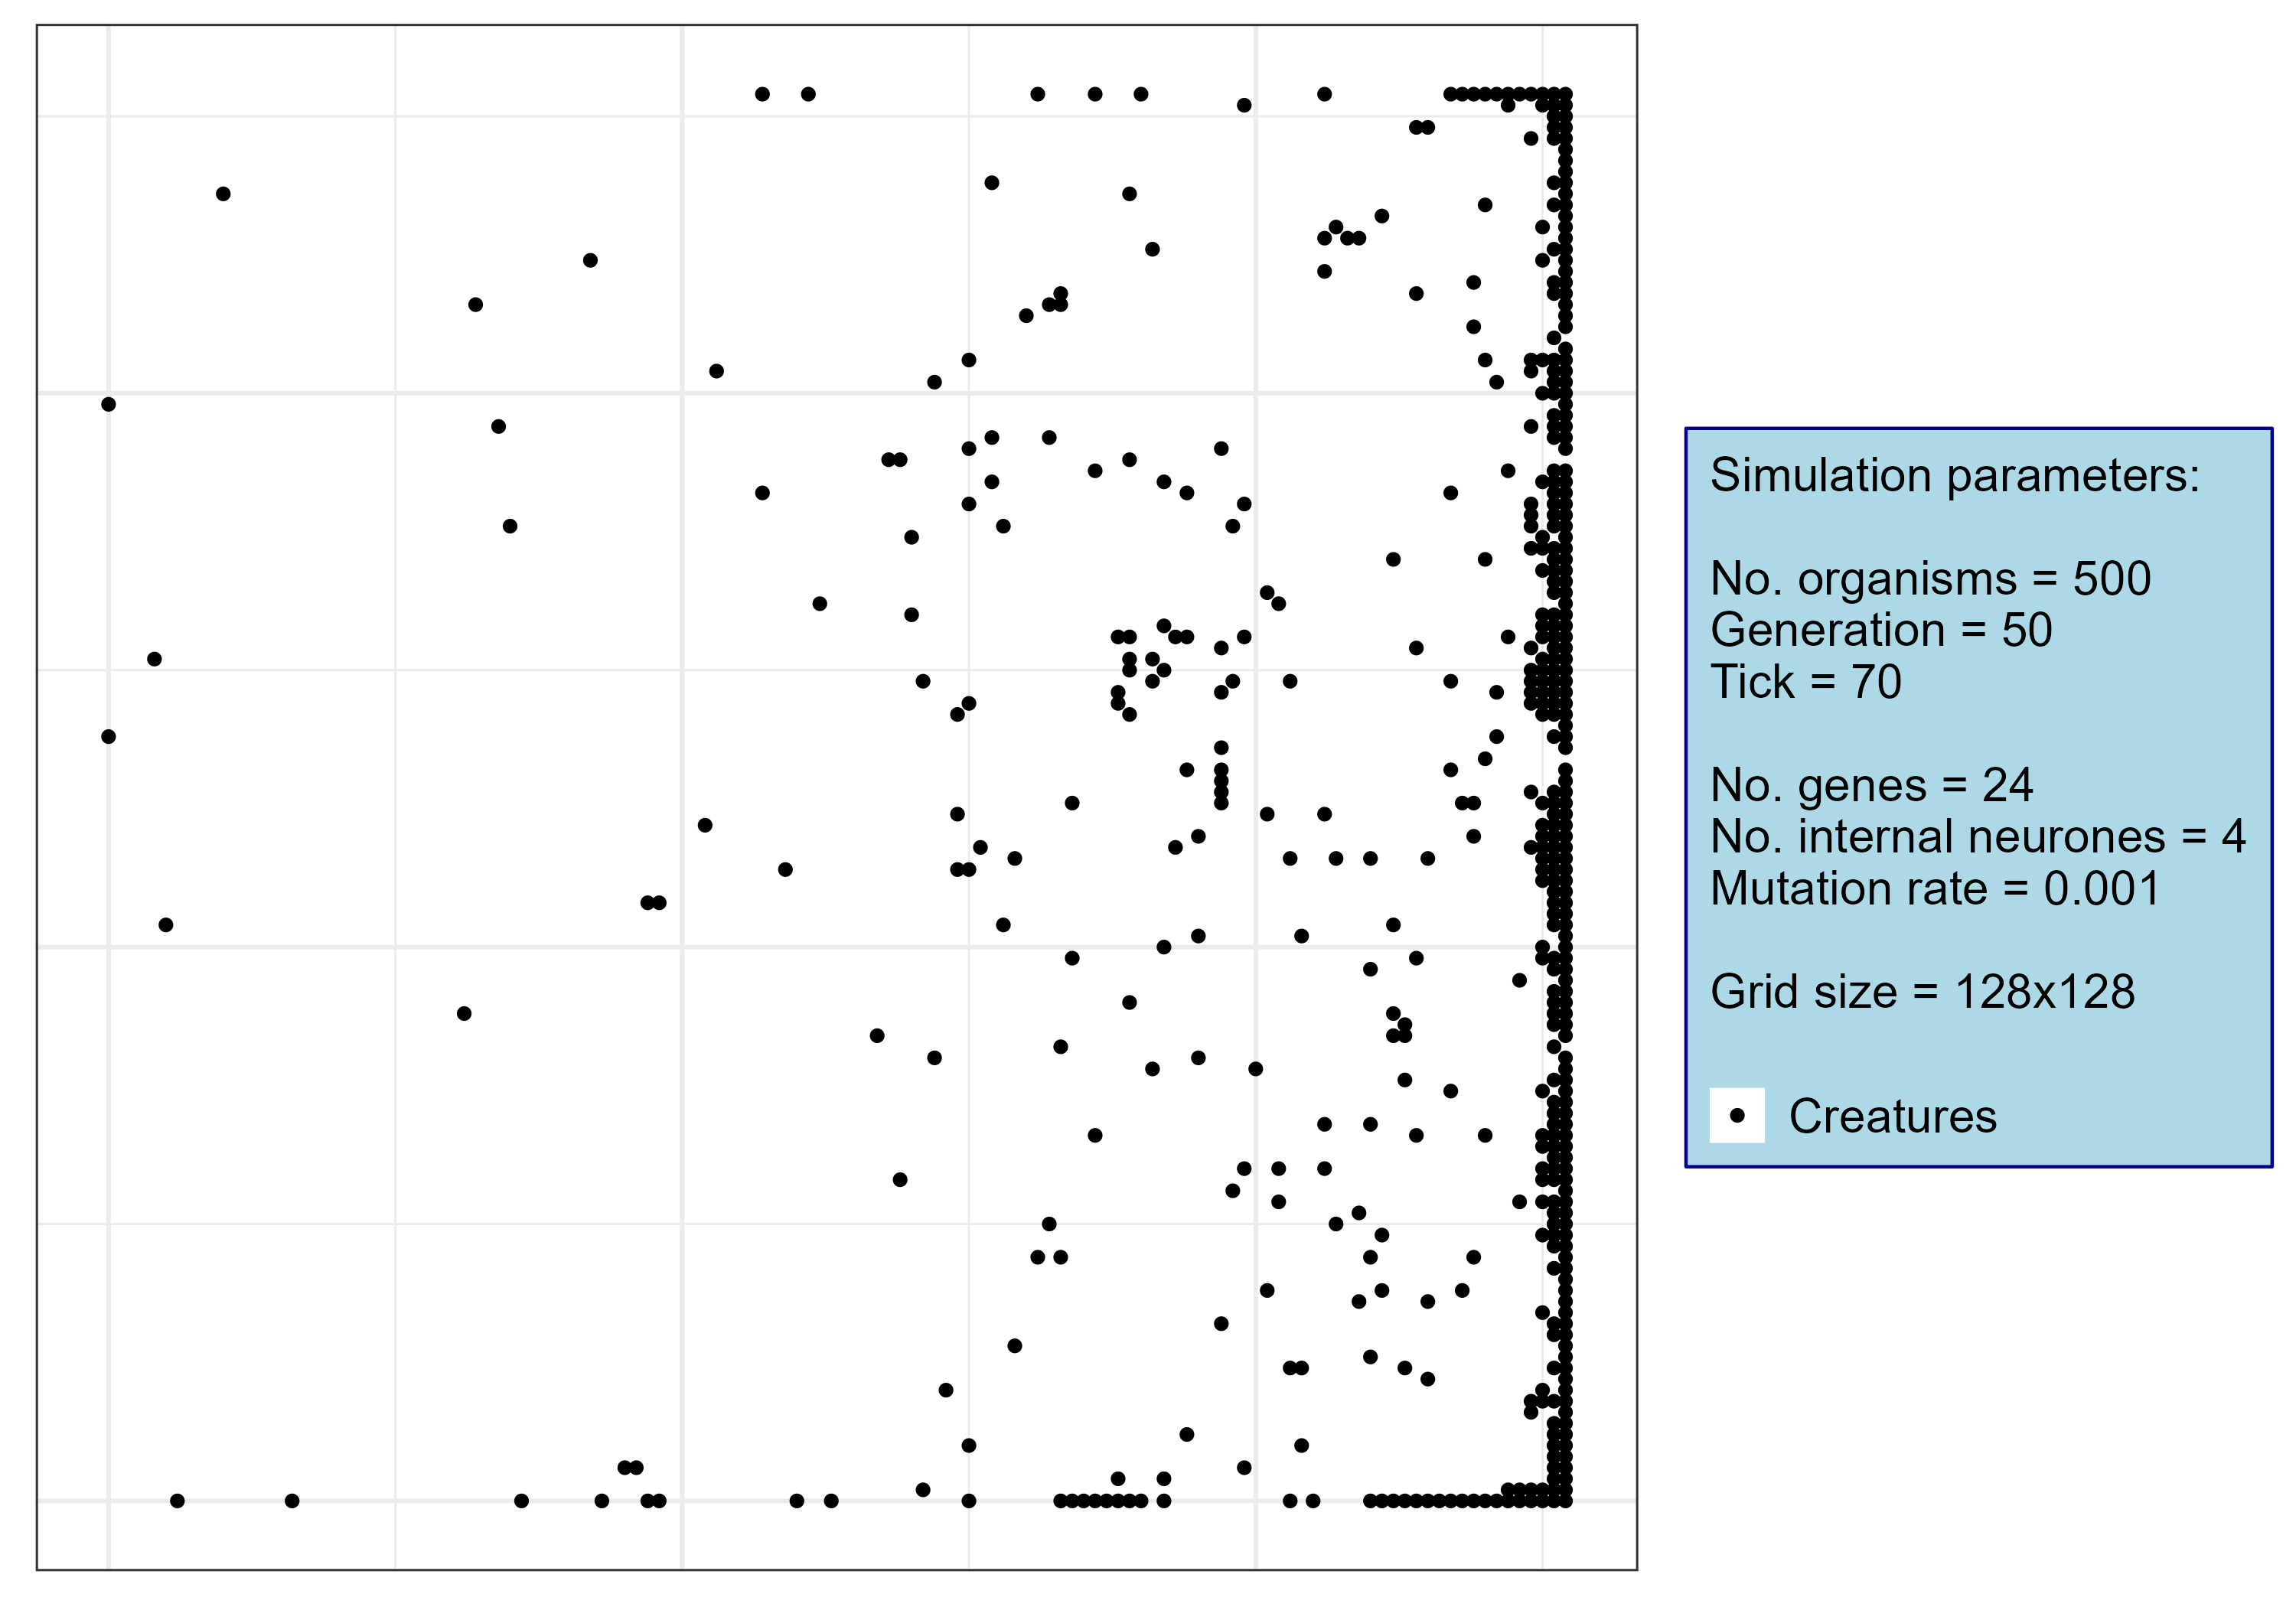 Simulation parameters:
No. organisms = 500
Generation = 50
Tick = 70
No. genes = 24
No. internal neurones = 4
Mutation rate = 0.001
Grid size = 128x128
Creatures